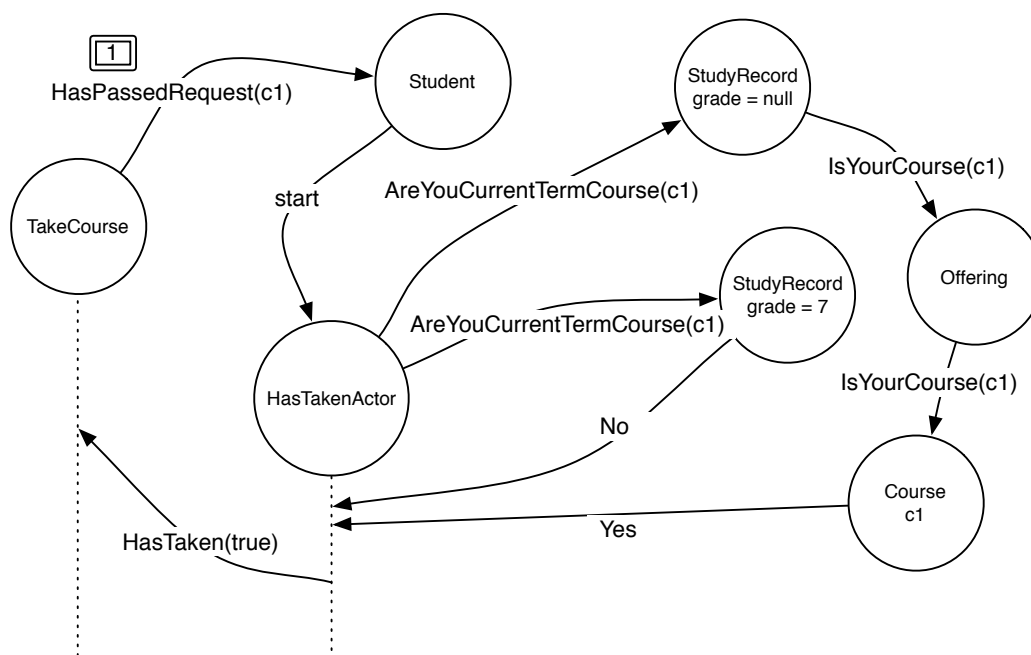 1
HasPassedRequest(c1)
Student
StudyRecord
grade = null
IsYourCourse(c1)
start
AreYouCurrentTermCourse(c1)
TakeCourse
StudyRecord
grade = 7
Offering
AreYouCurrentTermCourse(c1)
IsYourCourse(c1)
HasTakenActor
No
Course
c1
Yes
HasTaken(true)